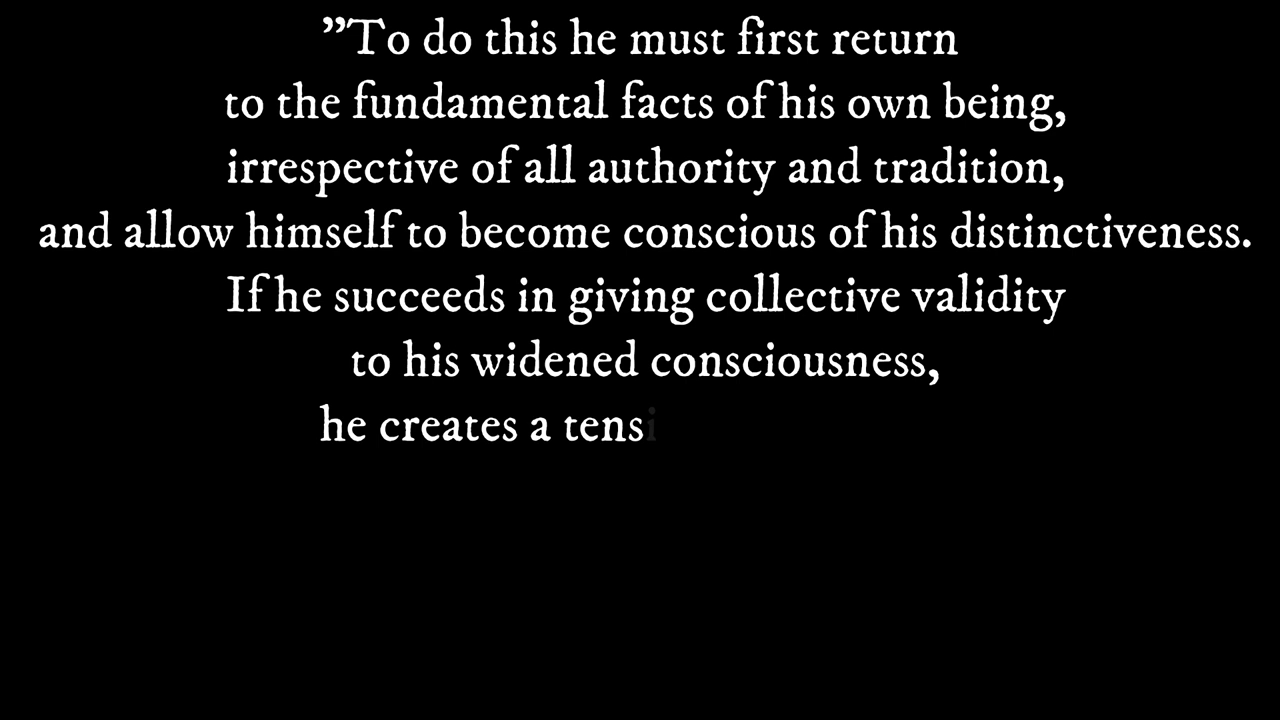 ”To do this he must first return
to the fundamental facts of his own being,
irrespective of all authority and tradition,
and allow himself to become conscious of his distinctiveness.
If he succeeds in giving collective validity
to his widened consciousness,
he creates a tensi